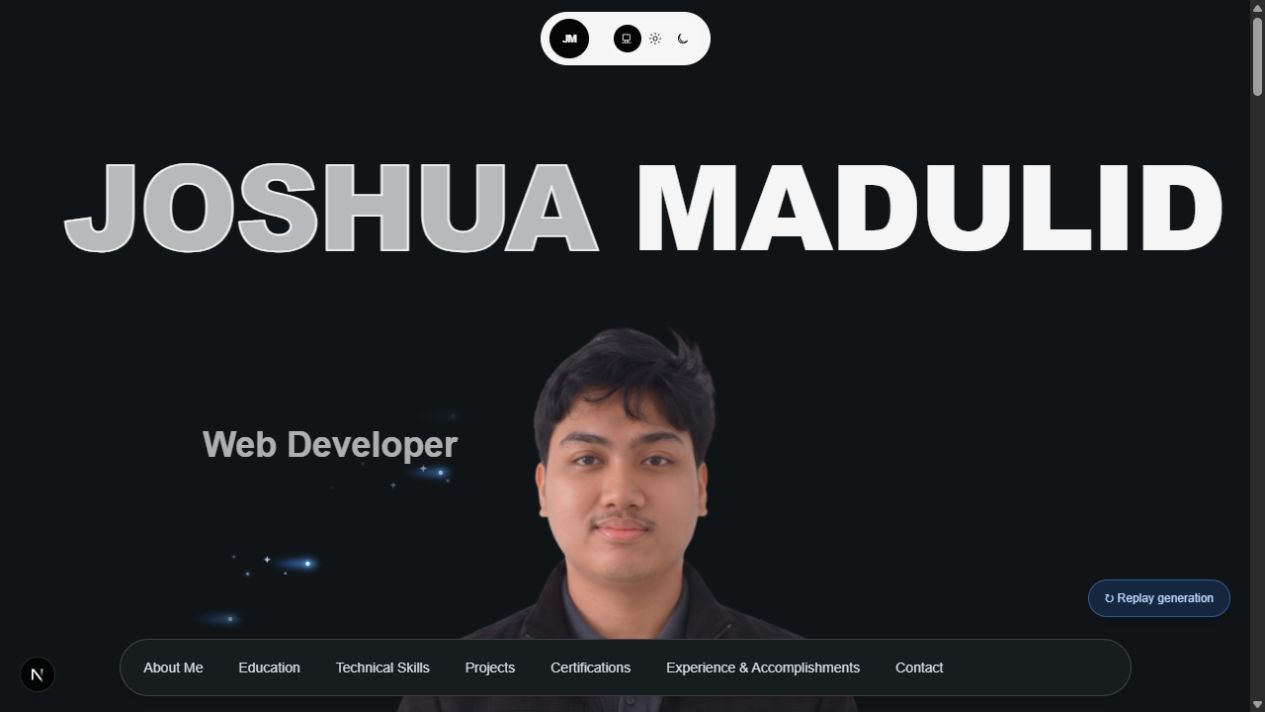 JM
JOSHUA MADULID
Web Developer
↻ Replay generation
About Me Education Technical Skills Projects Certifications Experience & Accomplishments Contact
N